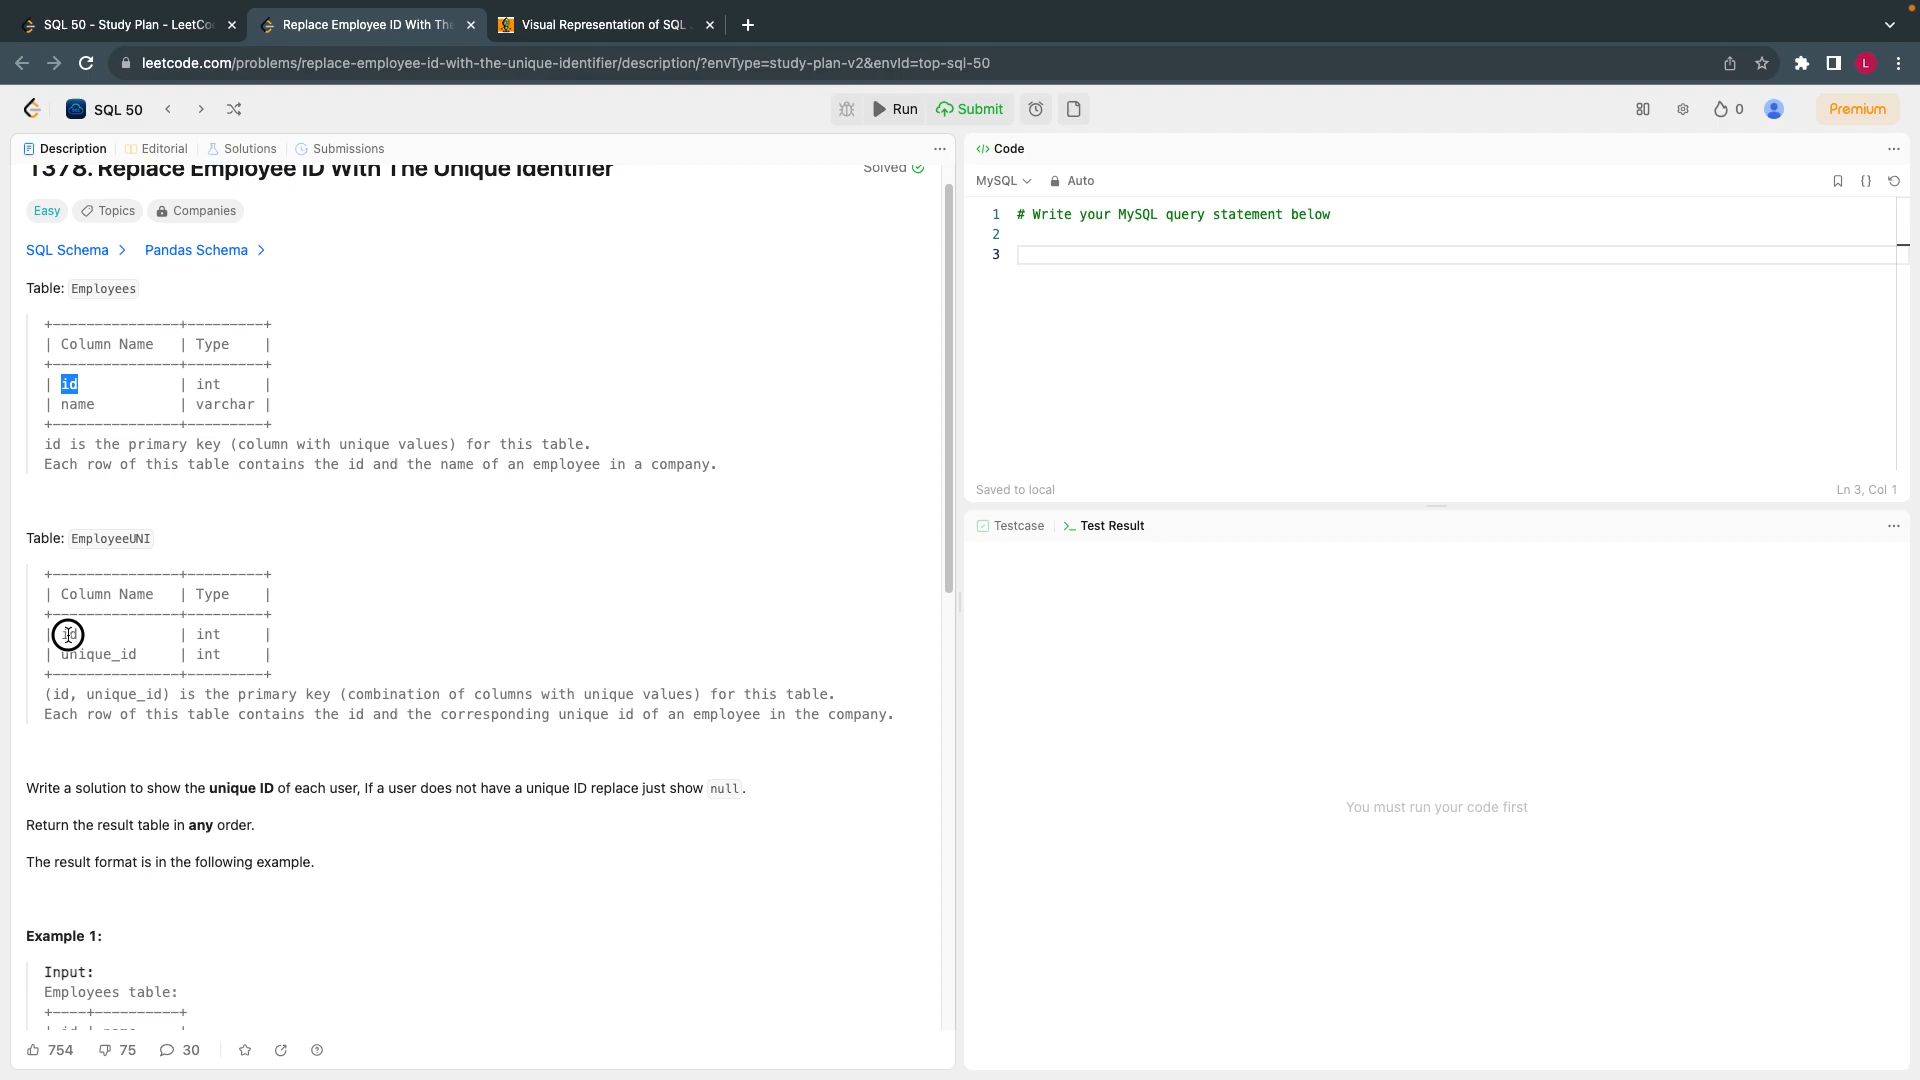 SQL 50 - Study Plan - LeetCo
Replace Employee ID With The
Visual Representation of SQL
leetcode.com/problems/replace-employee-id-with-the-unique-identifier/description/?envType=study-plan-v2&envId=top-sql-50
L
SQL 50
Run
Submit
0
Premium
Description
Editorial
Solutions
Submissions
1378. Replace Employee ID With The Unique Identifier
Solved
Easy
Topics
Companies
SQL Schema
Pandas Schema
Table: Employees
+---------------+---------+
| Column Name   | Type    |
+---------------+---------+
| id            | int     |
| name          | varchar |
+---------------+---------+
id is the primary key (column with unique values) for this table.
Each row of this table contains the id and the name of an employee in a company.
Table: EmployeeUNI
+---------------+---------+
| Column Name   | Type    |
+---------------+---------+
| id            | int     |
| unique_id     | int     |
+---------------+---------+
(id, unique_id) is the primary key (combination of columns with unique values) for this table.
Each row of this table contains the id and the corresponding unique id of an employee in the company.
Write a solution to show the unique ID of each user, If a user does not have a unique ID replace just show null.
Return the result table in any order.
The result format is in the following example.
Example 1:
Input:
Employees table:
+----+----------+
| id | name     |
754
75
30
</> Code
MySQL
Auto
{}
1 # Write your MySQL query statement below
2
3
Saved to local
Ln 3, Col 1
Testcase
>_ Test Result
You must run your code first